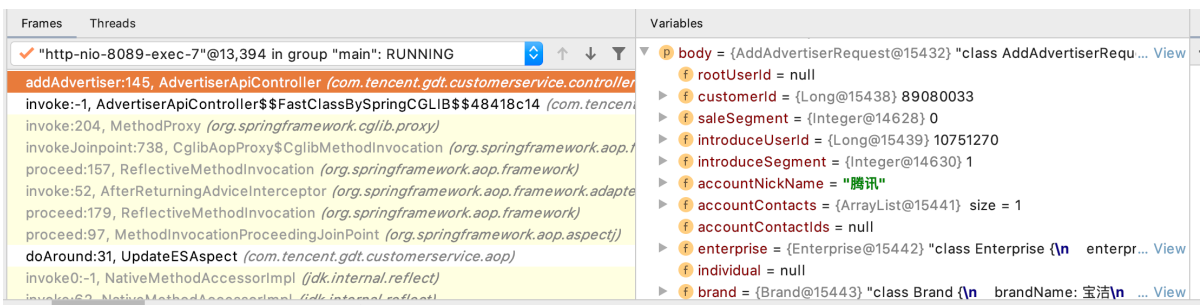 Frames Threads
"http-nio-8089-exec-7"@13,394 in group "main": RUNNING
addAdvertiser:145, AdvertiserApiController (com.tencent.gdt.customerservice.controller
invoke:-1, AdvertiserApiController$$FastClassBySpringCGLIB$$48418c14 (com.tencent
invoke:204, MethodProxy (org.springframework.cglib.proxy)
invokeJoinpoint:738, CglibAopProxy$CglibMethodInvocation (org.springframework.aop.f
proceed:157, ReflectiveMethodInvocation (org.springframework.aop.framework)
invoke:52, AfterReturningAdviceInterceptor (org.springframework.aop.framework.adapte
proceed:179, ReflectiveMethodInvocation (org.springframework.aop.framework)
proceed:97, MethodInvocationProceedingJoinPoint (org.springframework.aop.aspectj)
doAround:31, UpdateESAspect (com.tencent.gdt.customerservice.aop)
invoke0:-1, NativeMethodAccessorImpl (jdk.internal.reflect)
invoke:62, NativeMethodAccessorImpl (jdk.internal.reflect)
Variables
p body = {AddAdvertiserRequest@15432} "class AddAdvertiserRequ... View
f rootUserId = null
f customerId = {Long@15438} 89080033
f saleSegment = {Integer@14628} 0
f introduceUserId = {Long@15439} 10751270
f introduceSegment = {Integer@14630} 1
f accountNickName = "腾讯"
f accountContacts = {ArrayList@15441} size = 1
f accountContactIds = null
f enterprise = {Enterprise@15442} "class Enterprise {\n enterpr... View
f individual = null
f brand = {Brand@15443} "class Brand {\n brandName: 宝洁\n ... View